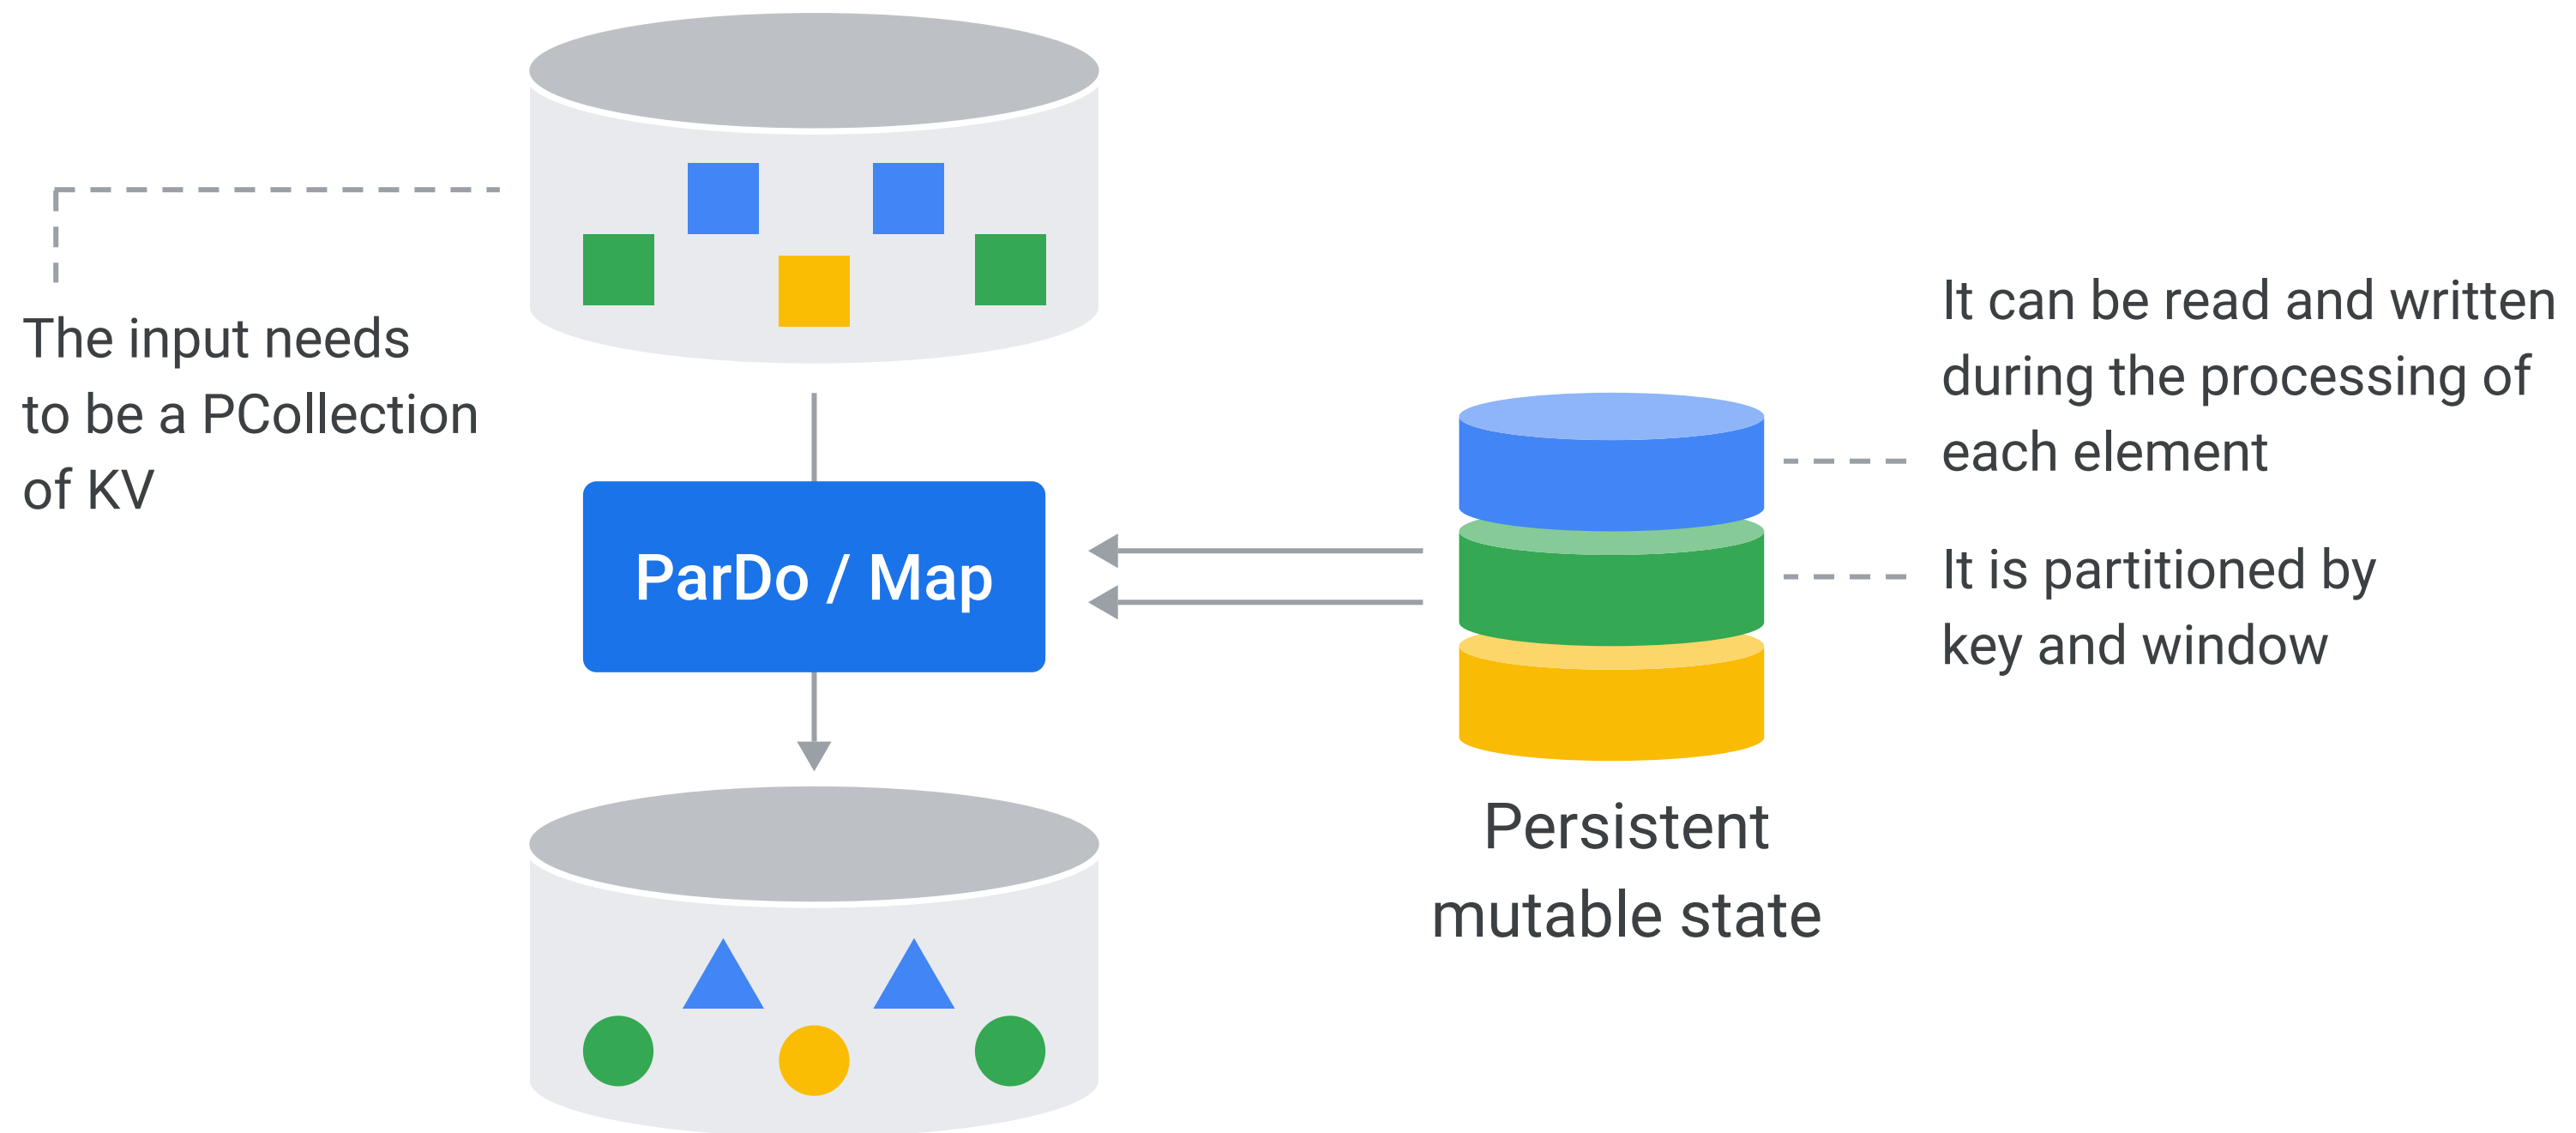 The input needs
to be a PCollection
of KV
ParDo / Map
It can be read and written
during the processing of
each element
It is partitioned by
key and window
Persistent
mutable state